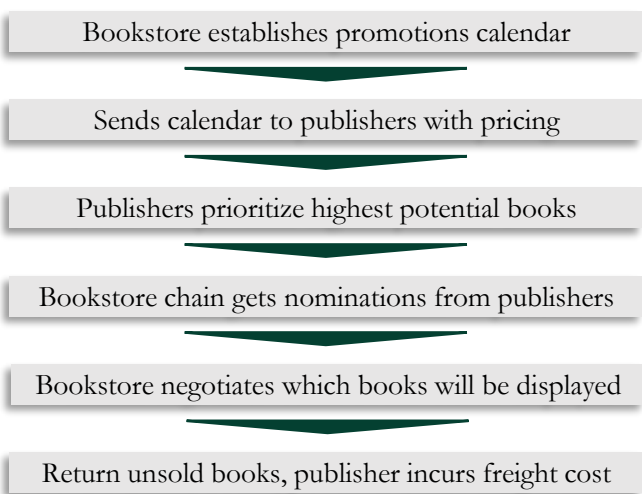 Bookstore establishes promotions calendar
Sends calendar to publishers with pricing
Publishers prioritize highest potential books
Bookstore chain gets nominations from publishers
Bookstore negotiates which books will be displayed
Return unsold books, publisher incurs freight cost